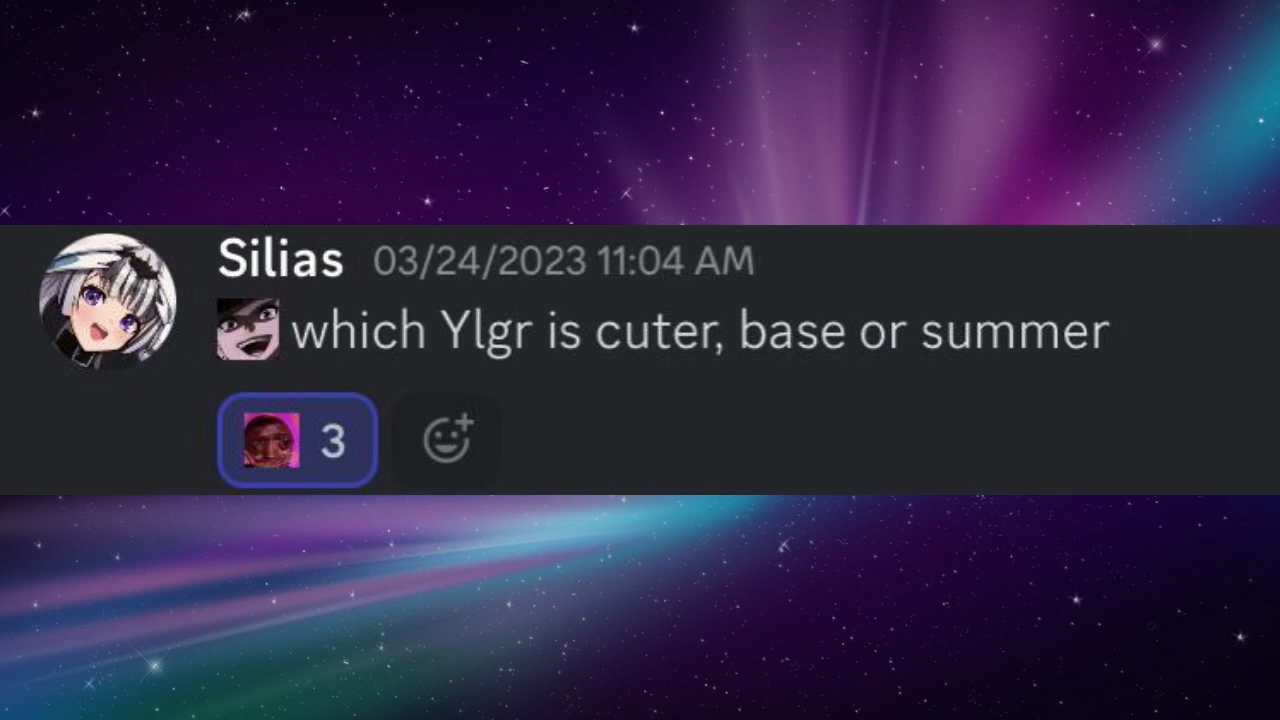 Silias 03/24/2023 11:04 AM
which Ylgr is cuter, base or summer
3